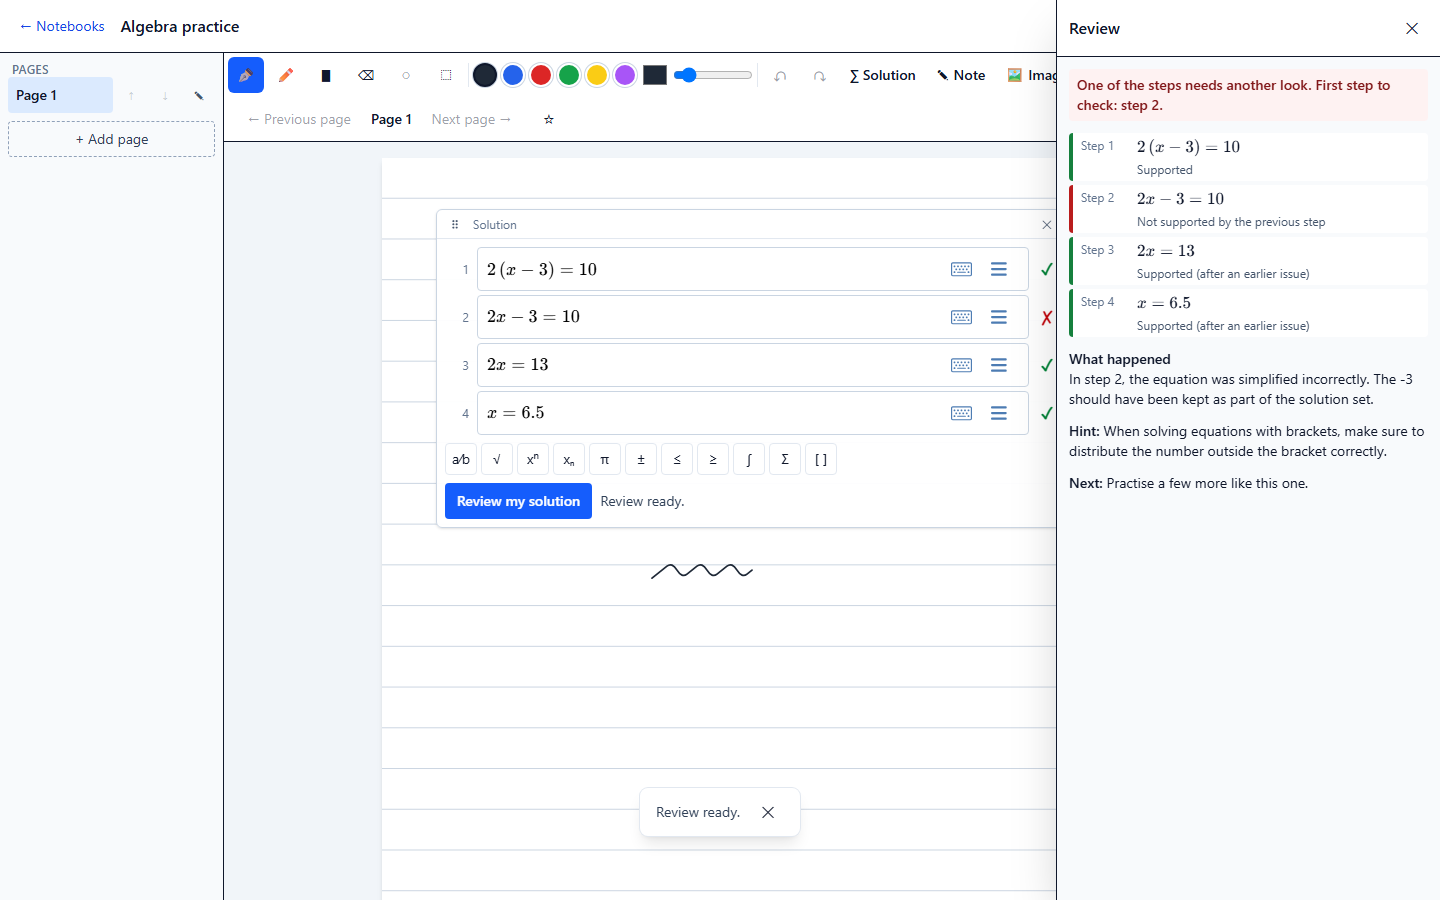 ← Notebooks Algebra practice
PAGES
Page 1 ↑ ↓
+ Add page
∑ Solution Note Imag
← Previous page Page 1 Next page → ☆
Solution
1 2(x − 3) = 10 ✓
2 2x − 3 = 10 ✗
3 2x = 13 ✓
4 x = 6.5 ✓
a/b √ xⁿ xₙ π ± ≤ ≥ ∫ Σ [ ]
Review my solution Review ready.
Review ready.
Review
One of the steps needs another look. First step to
check: step 2.
Step 1 2(x − 3) = 10
Supported
Step 2 2x − 3 = 10
Not supported by the previous step
Step 3 2x = 13
Supported (after an earlier issue)
Step 4 x = 6.5
Supported (after an earlier issue)
What happened
In step 2, the equation was simplified incorrectly. The -3
should have been kept as part of the solution set.
Hint: When solving equations with brackets, make sure to
distribute the number outside the bracket correctly.
Next: Practise a few more like this one.